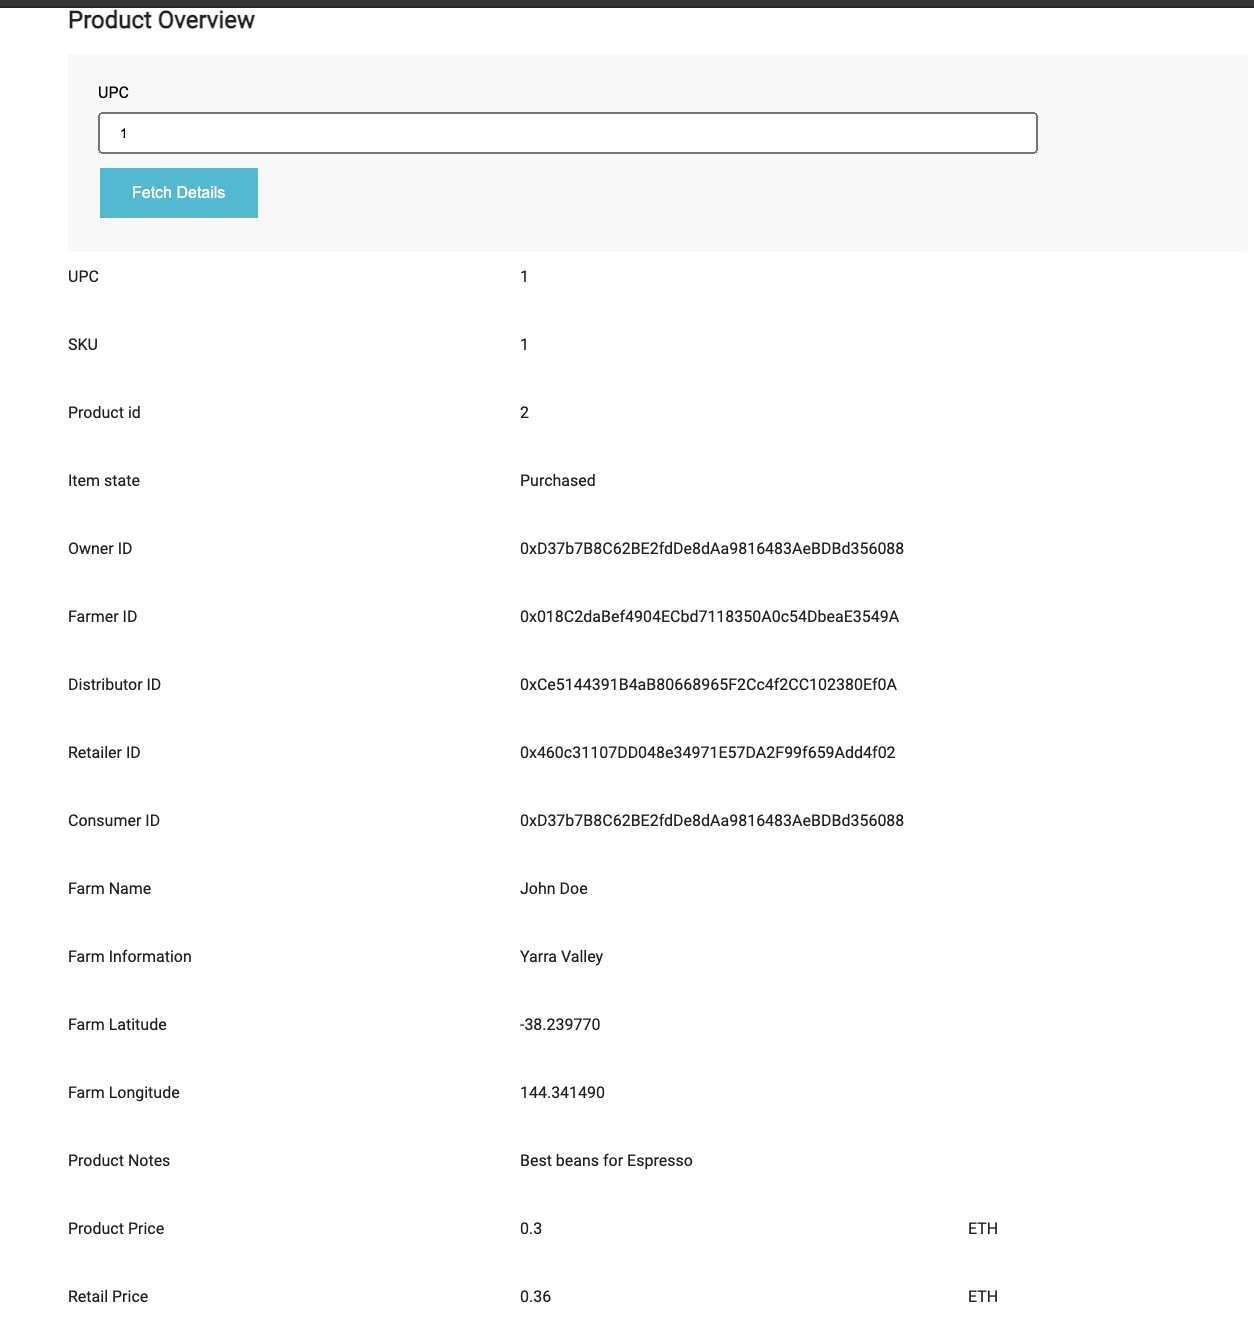 Product Overview
UPC
1
Fetch Details
UPC 1
SKU 1
Product id 2
Item state Purchased
Owner ID 0xD37b7B8C62BE2fdDe8dAa9816483AeBDBd356088
Farmer ID 0x018C2daBef4904ECbd7118350A0c54DbeaE3549A
Distributor ID 0xCe5144391B4aB80668965F2Cc4f2CC102380Ef0A
Retailer ID 0x460c31107DD048e34971E57DA2F99f659Add4f02
Consumer ID 0xD37b7B8C62BE2fdDe8dAa9816483AeBDBd356088
Farm Name John Doe
Farm Information Yarra Valley
Farm Latitude -38.239770
Farm Longitude 144.341490
Product Notes Best beans for Espresso
Product Price 0.3 ETH
Retail Price 0.36 ETH